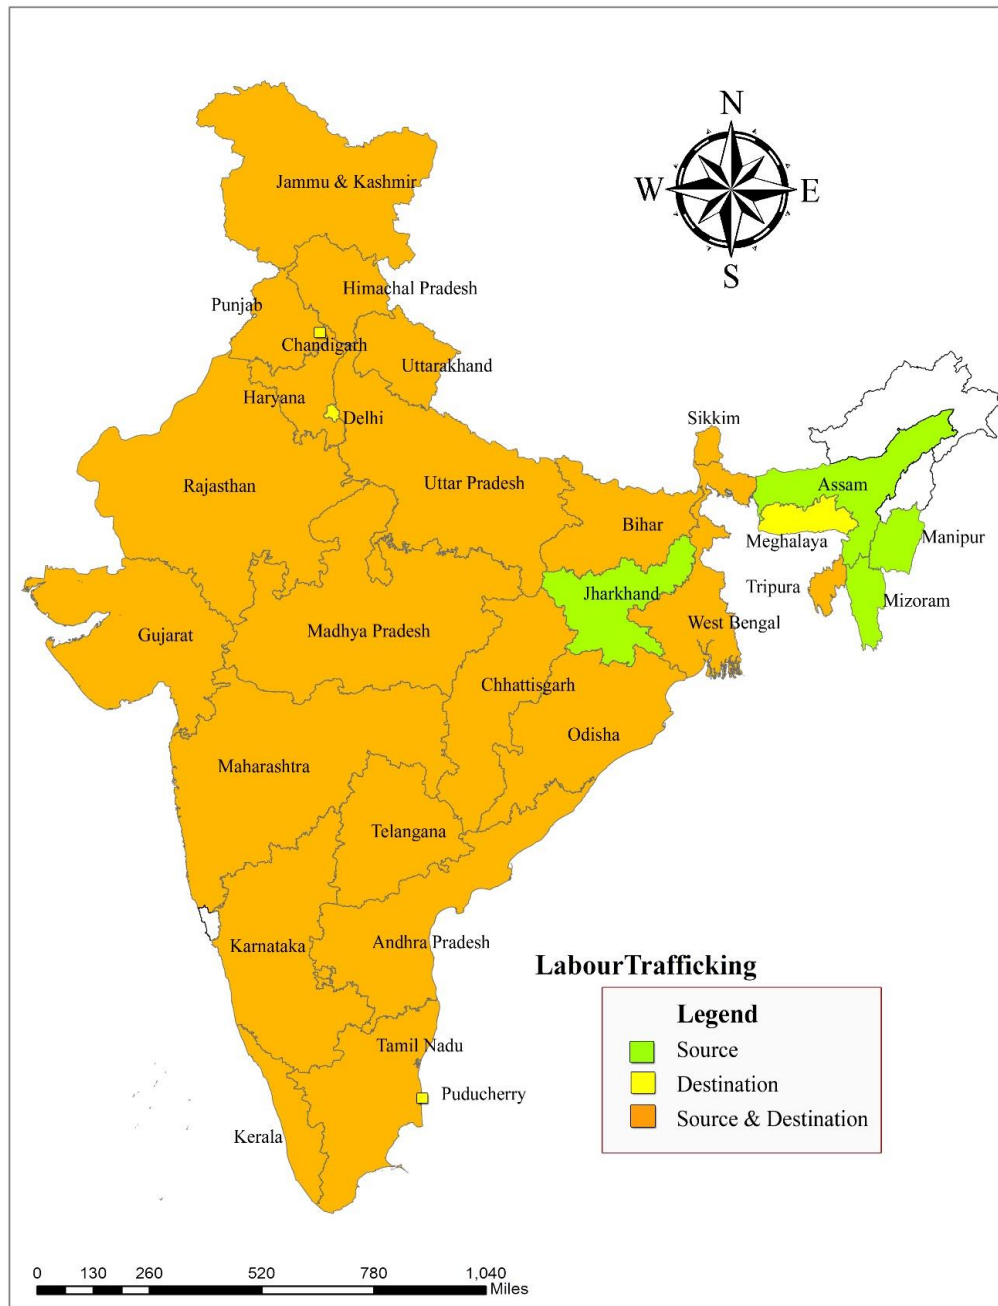 N
W
E
S
Jammu & Kashmir
Himachal Pradesh
Punjab
Chandigarh
Uttarakhand
Haryana
Delhi
Sikkim
Rajasthan
Uttar Pradesh
Assam
Bihar
Meghalaya
Manipur
Tripura
Jharkhand
Mizoram
West Bengal
Gujarat
Madhya Pradesh
Chhattisgarh
Odisha
Maharashtra
Telangana
Karnataka
Andhra Pradesh
LabourTrafficking
Legend
Source
Destination
Source & Destination
Tamil Nadu
Puducherry
Kerala
0 130 260 520 780 1,040
Miles